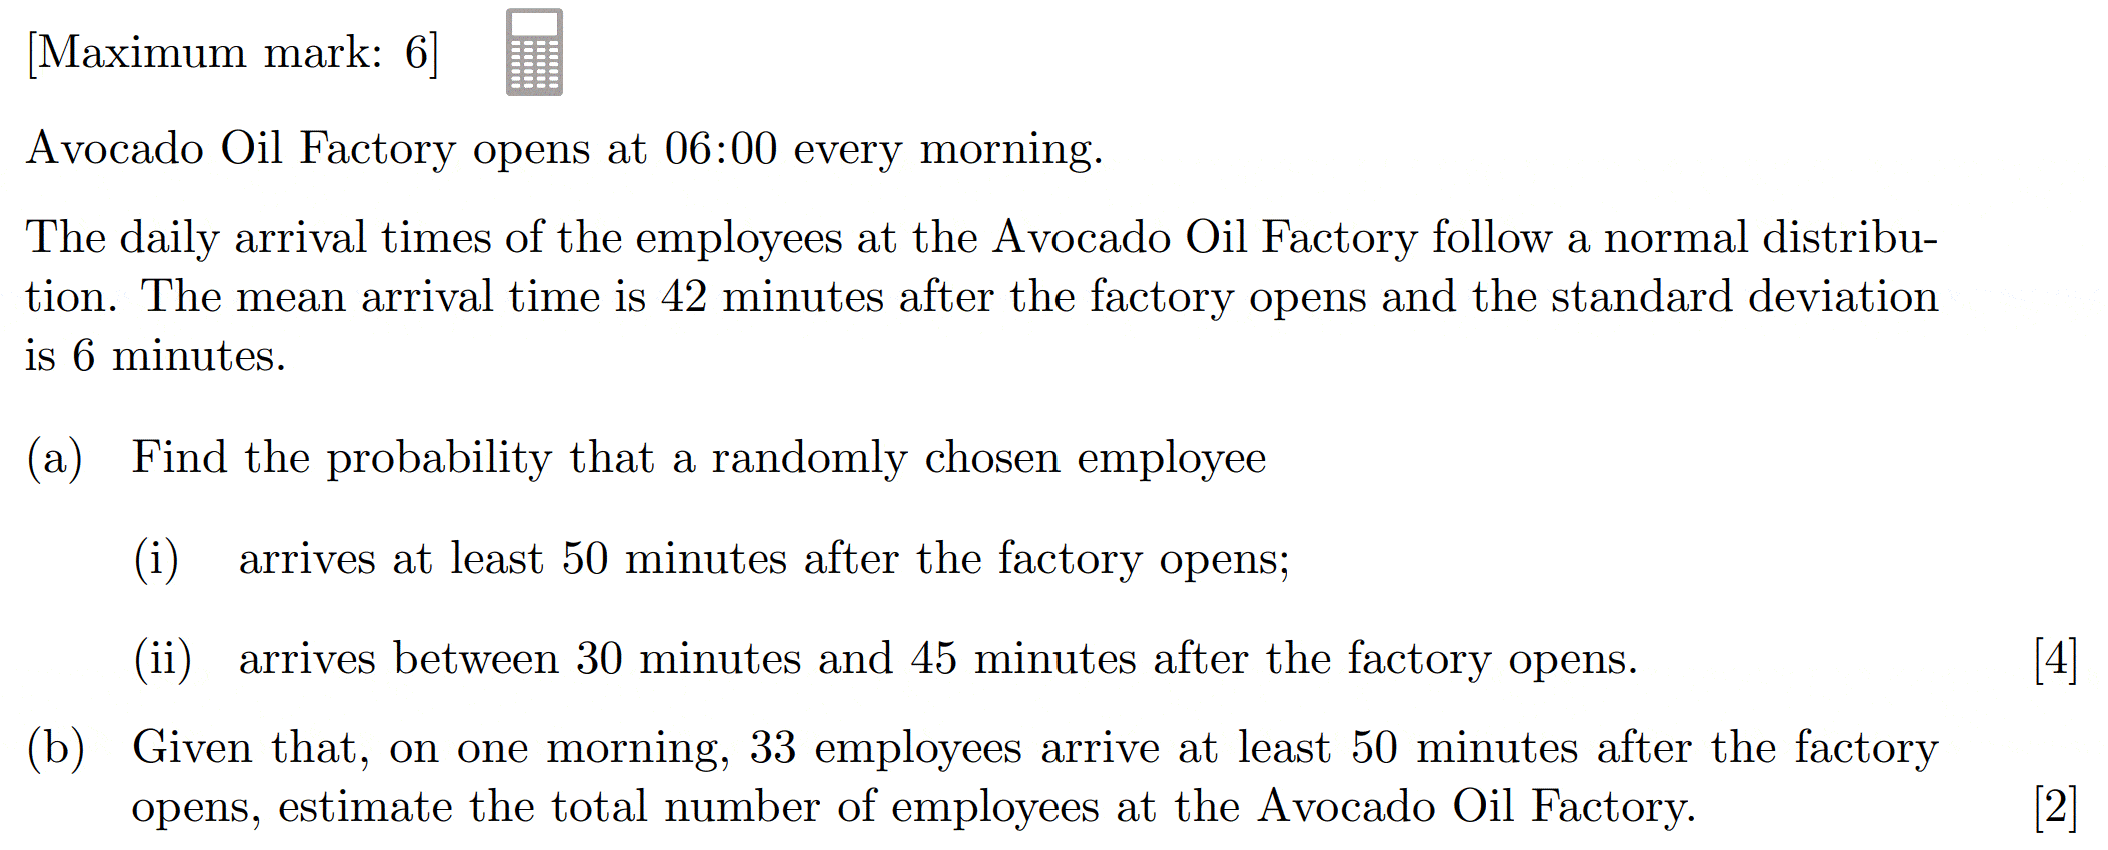 [Maximum mark: 6]
Avocado Oil Factory opens at 06:00 every morning.
The daily arrival times of the employees at the Avocado Oil Factory follow a normal distribu-
tion. The mean arrival time is 42 minutes after the factory opens and the standard deviation
is 6 minutes.
(a) Find the probability that a randomly chosen employee
(i) arrives at least 50 minutes after the factory opens;
(ii) arrives between 30 minutes and 45 minutes after the factory opens. [4]
(b) Given that, on one morning, 33 employees arrive at least 50 minutes after the factory
opens, estimate the total number of employees at the Avocado Oil Factory. [2]